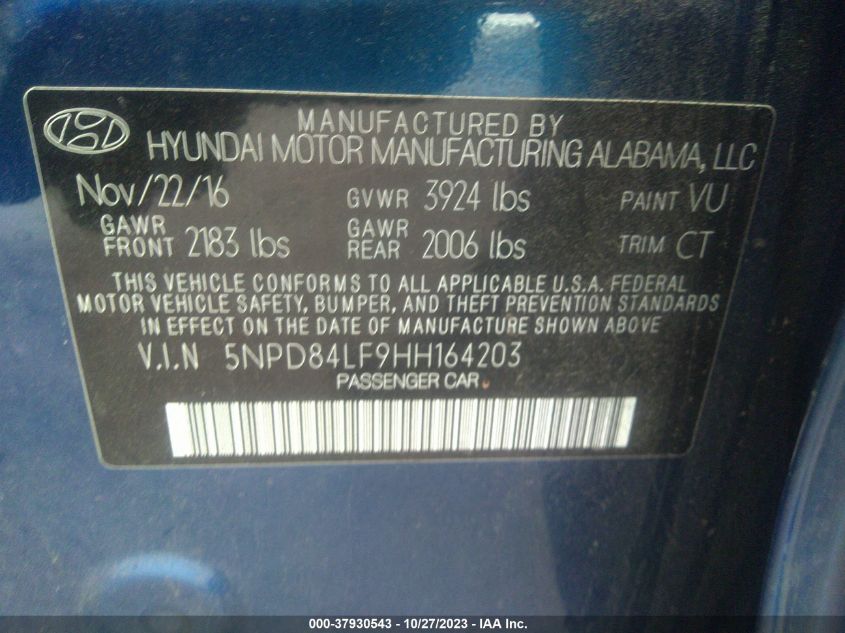 MANUFACTURED BY
HYUNDAI MOTOR MANUFACTURING ALABAMA, LLC
Nov/22/16 GVWR 3924 lbs PAINT VU
GAWR FRONT 2183 lbs GAWR REAR 2006 lbs TRIM CT
THIS VEHICLE CONFORMS TO ALL APPLICABLE U.S.A. FEDERAL
MOTOR VEHICLE SAFETY, BUMPER, AND THEFT PREVENTION STANDARDS
IN EFFECT ON THE DATE OF MANUFACTURE SHOWN ABOVE
V.I.N 5NPD84LF9HH164203
PASSENGER CAR
000-37930543 - 10/27/2023 - IAA Inc.